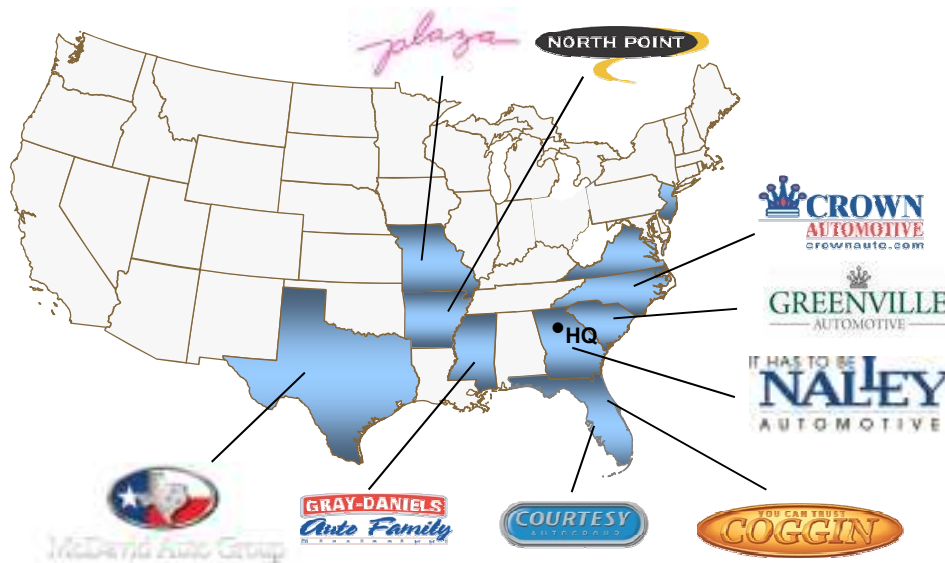 plaza
NORTH POINT
CROWN
AUTOMOTIVE
crownauto.com
GREENVILLE
AUTOMOTIVE
HQ
IT HAS TO BE
NALLEY
AUTOMOTIVE
McDavid Auto Group
GRAY-DANIELS
Auto Family
COURTESY
AUTOGROUP
YOU CAN TRUST
COGGIN